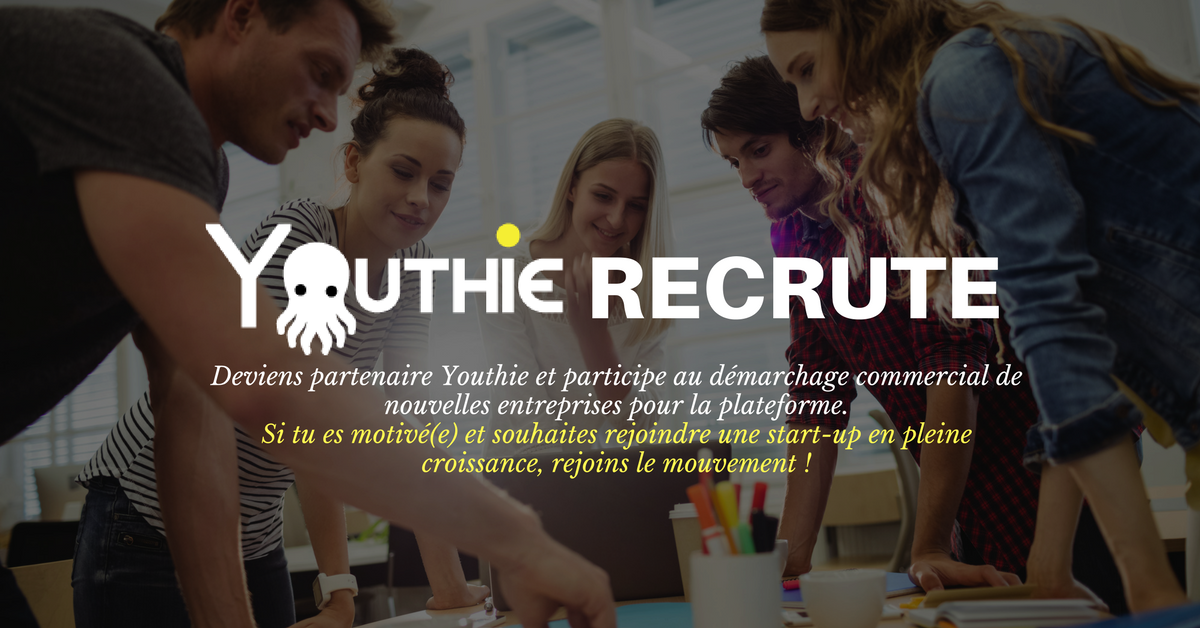 YOUTHIE RECRUTE
Deviens partenaire Youthie et participe au démarchage commercial de
nouvelles entreprises pour la plateforme.
Si tu es motivé(e) et souhaites rejoindre une start-up en pleine
croissance, rejoins le mouvement !